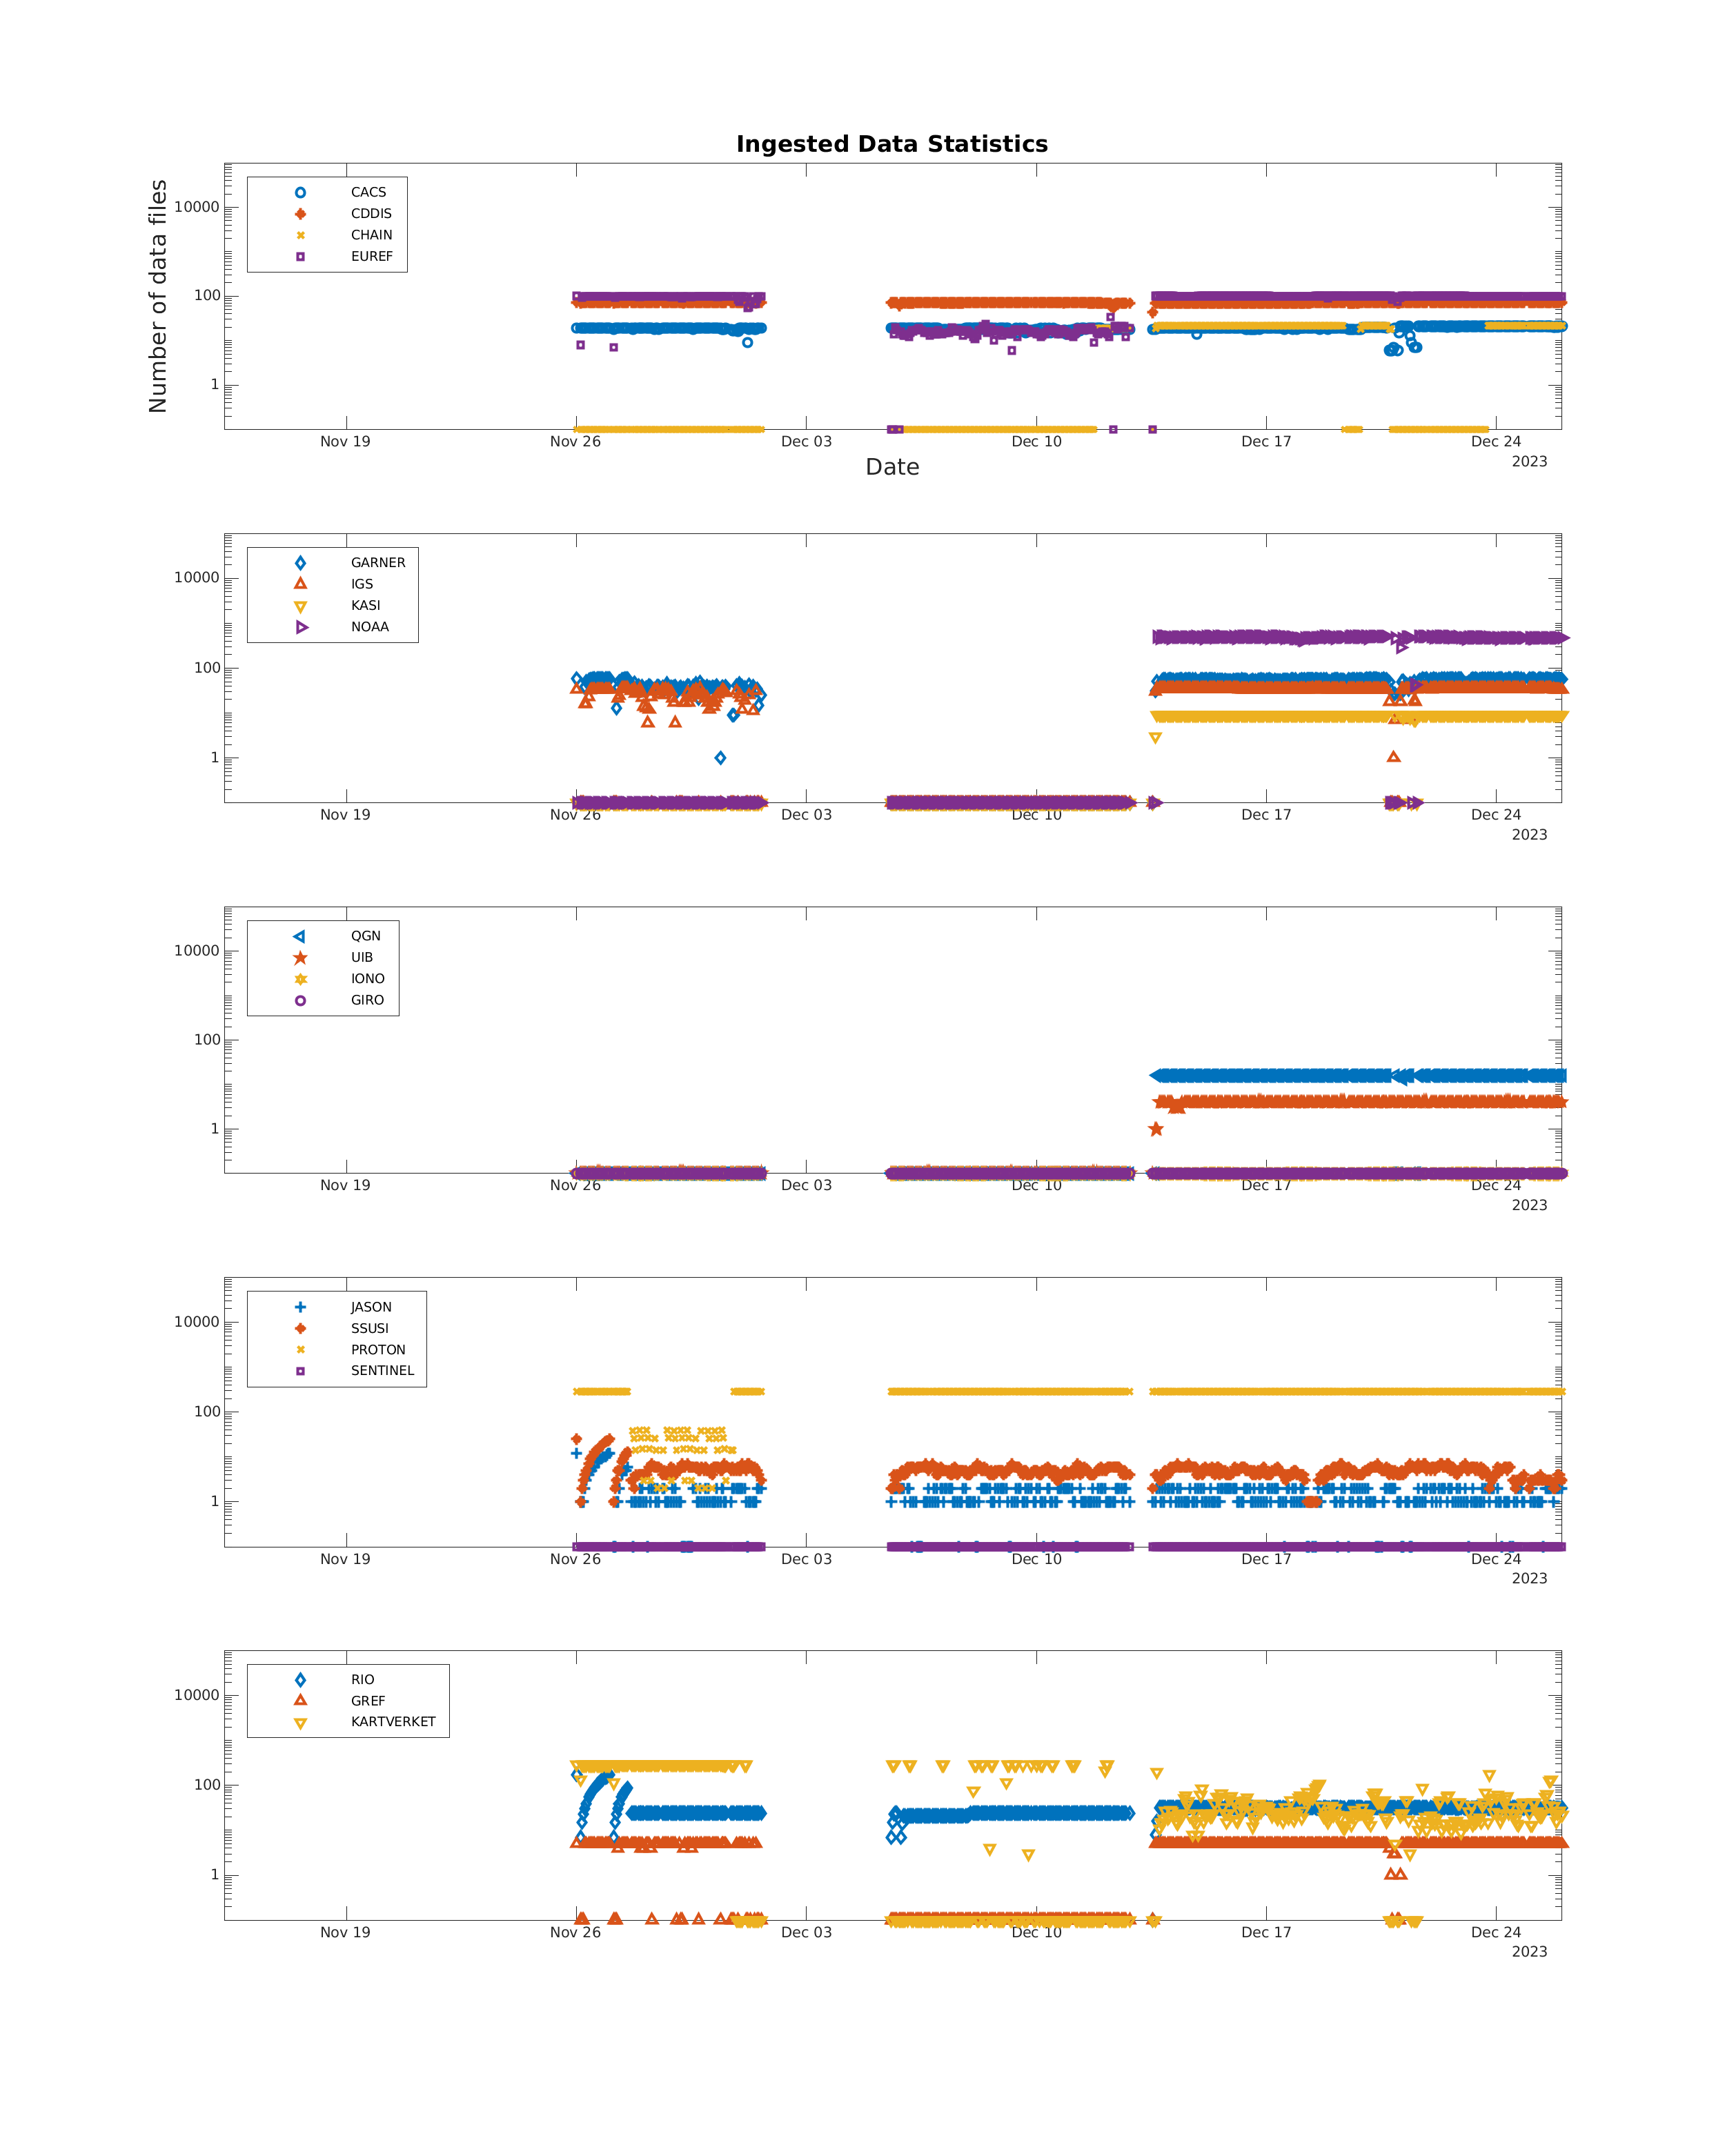 Ingested Data Statistics
Number of data files
10000
100
1
CACS
CDDIS
CHAIN
EUREF
Nov 19 Nov 26 Dec 03 Dec 10 Dec 17 Dec 24
2023
Date
10000
100
1
GARNER
IGS
KASI
NOAA
Nov 19 Nov 26 Dec 03 Dec 10 Dec 17 Dec 24
2023
10000
100
1
QGN
UIB
IONO
GIRO
Nov 19 Nov 26 Dec 03 Dec 10 Dec 17 Dec 24
2023
10000
100
1
JASON
SSUSI
PROTON
SENTINEL
Nov 19 Nov 26 Dec 03 Dec 10 Dec 17 Dec 24
2023
10000
100
1
RIO
GREF
KARTVERKET
Nov 19 Nov 26 Dec 03 Dec 10 Dec 17 Dec 24
2023